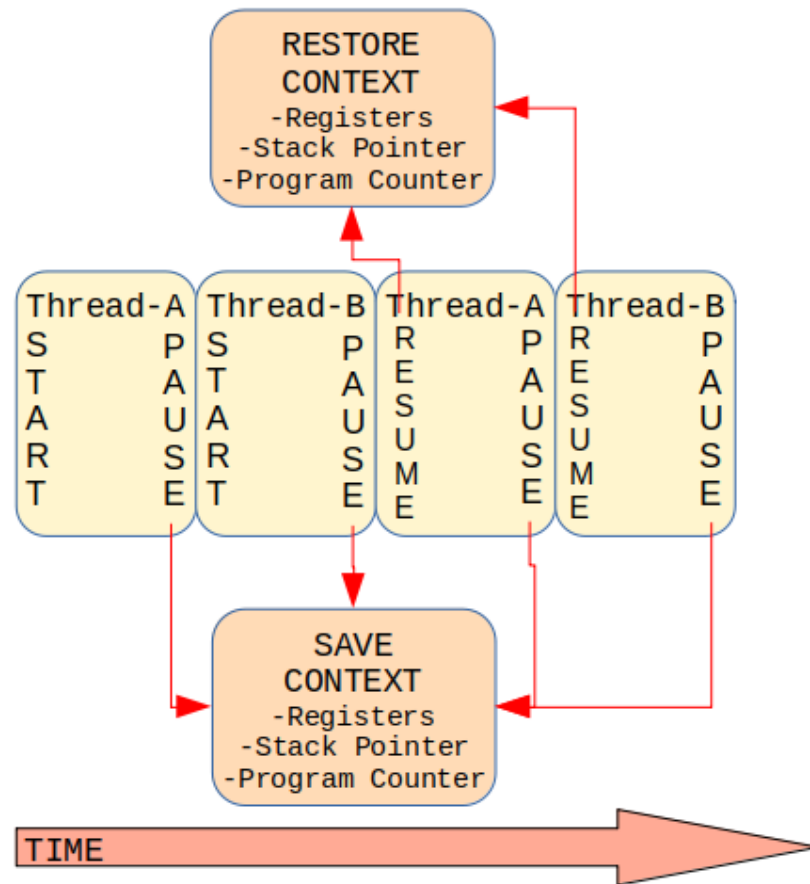 RESTORE
CONTEXT
-Registers
-Stack Pointer
-Program Counter
Thread-A
START
PAUSE
Thread-B
START
PAUSE
Thread-A
RESUME
PAUSE
Thread-B
RESUME
PAUSE
SAVE
CONTEXT
-Registers
-Stack Pointer
-Program Counter
TIME